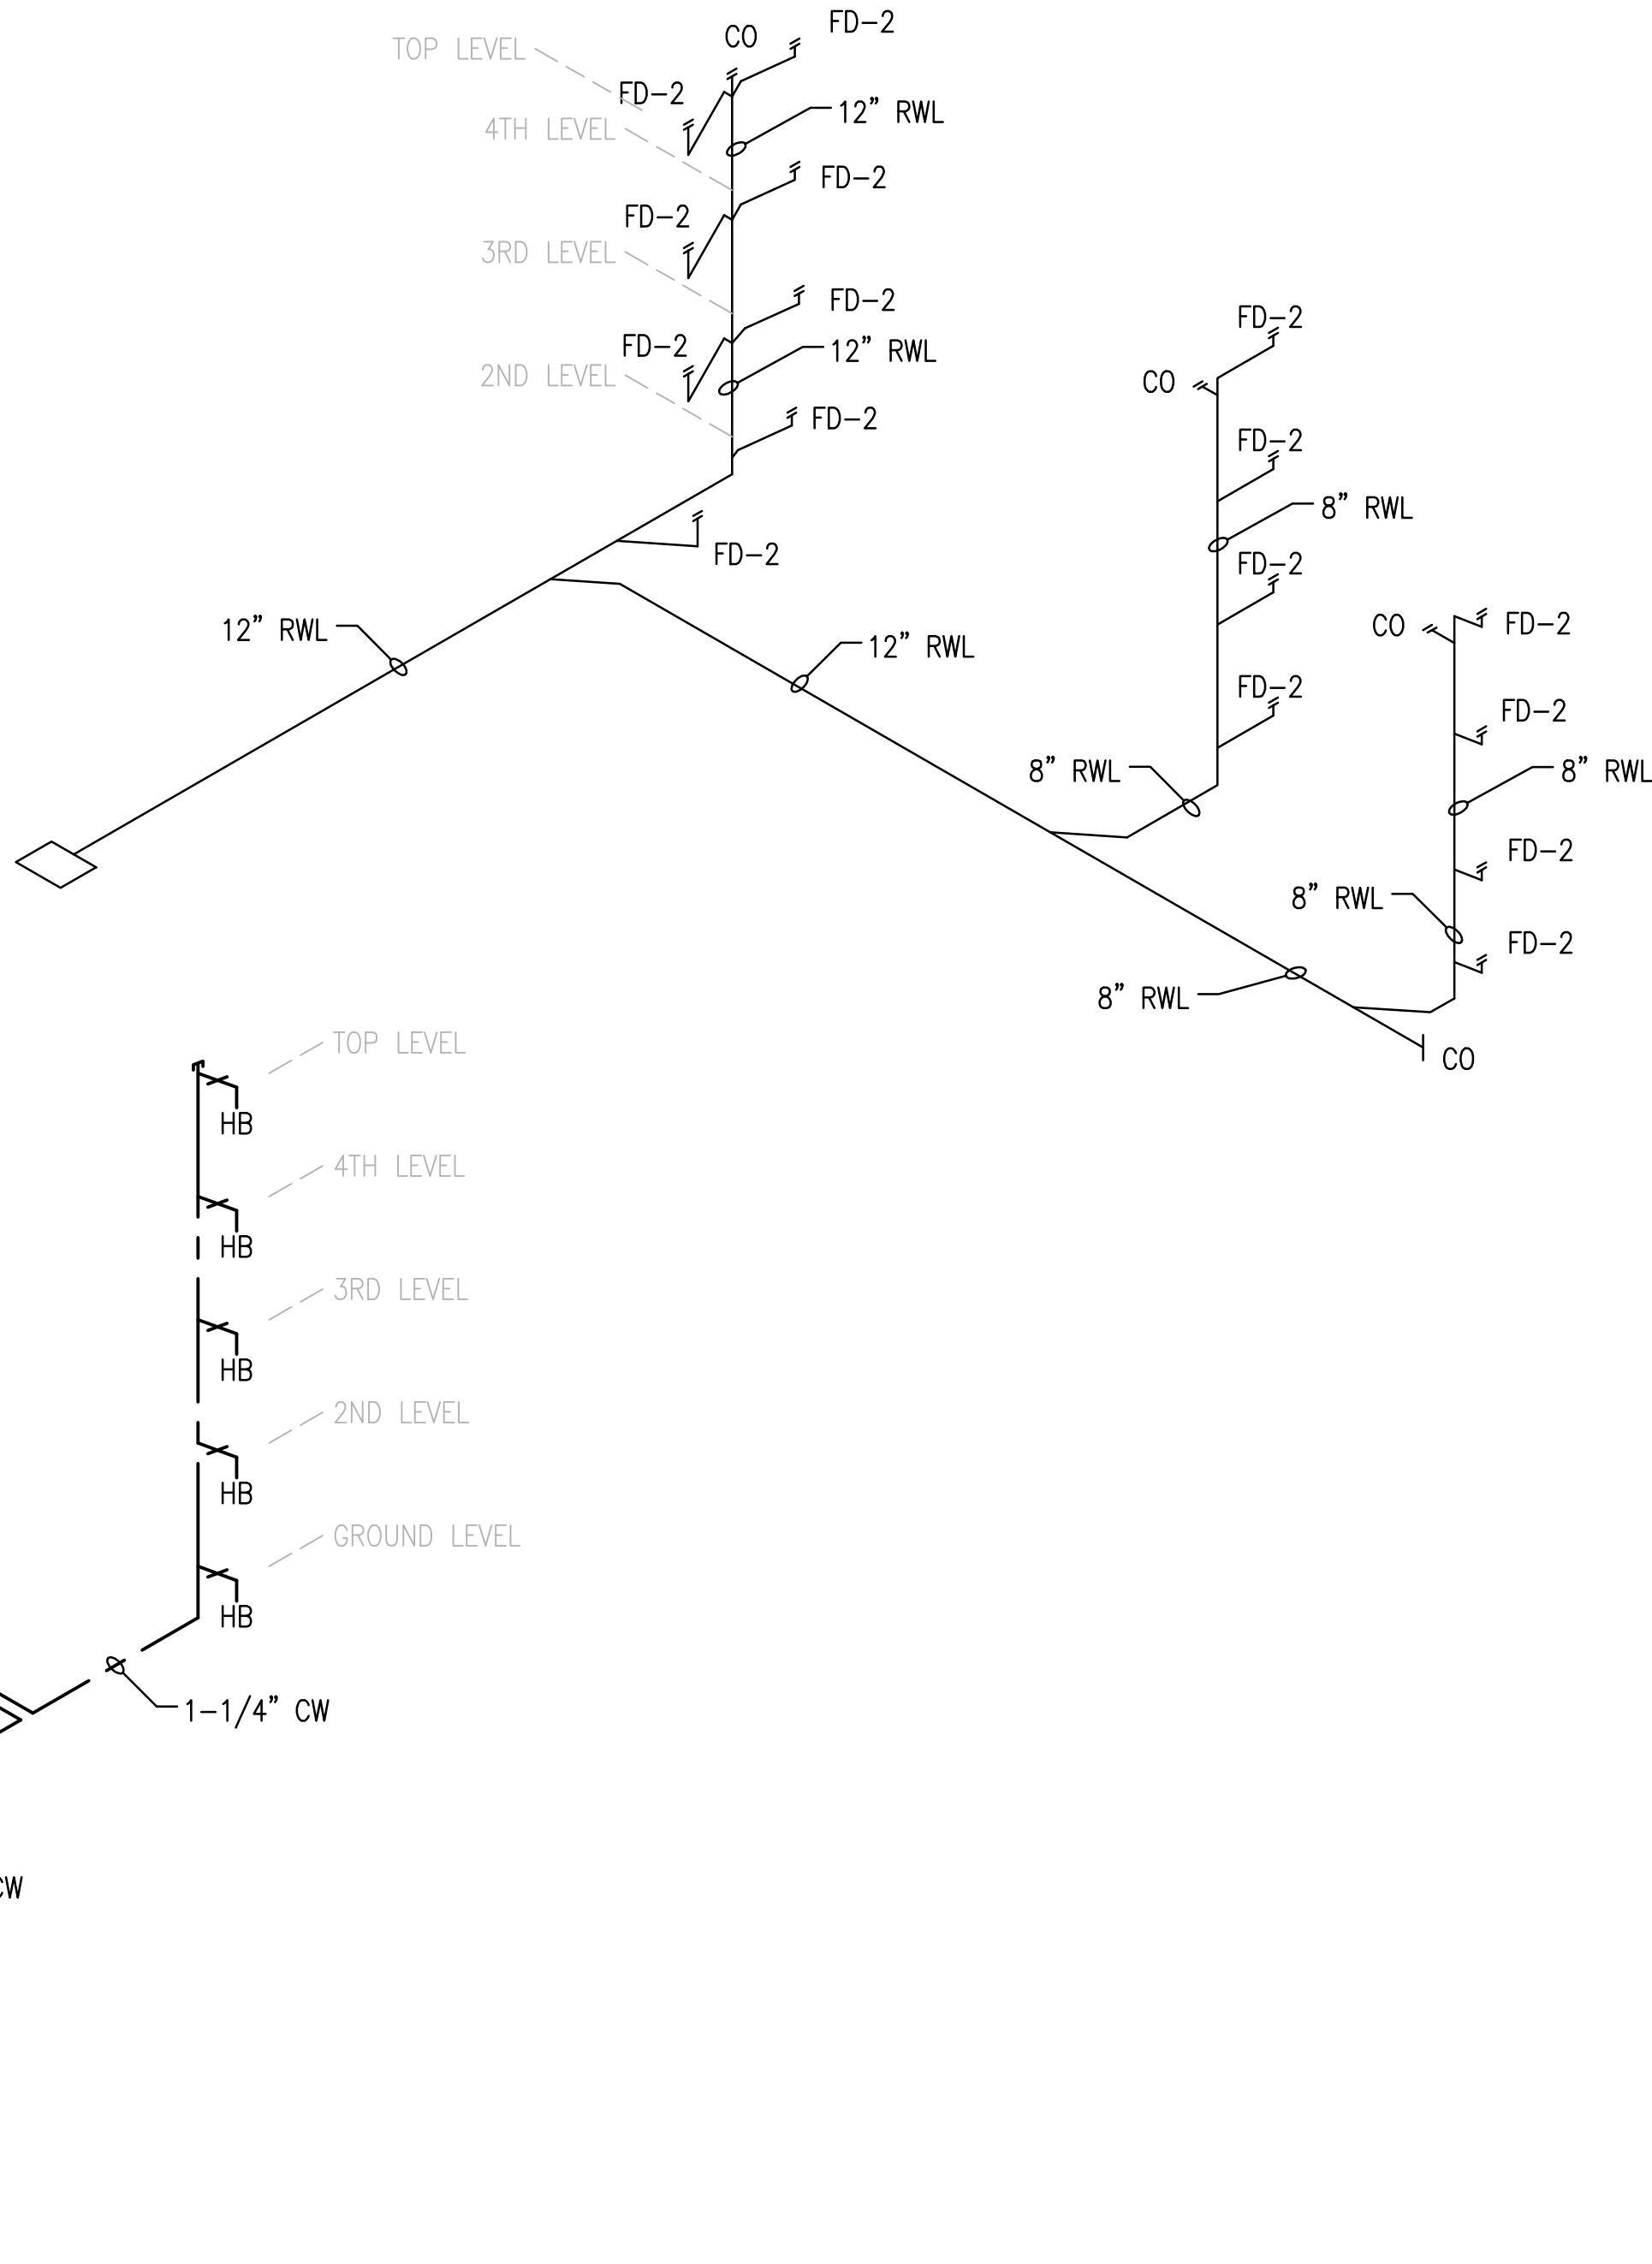 FD-2
CO
TOP LEVEL
FD-2
12" RWL
4TH LEVEL
FD-2
FD-2
3RD LEVEL
FD-2
FD-2
FD-2
12" RWL
2ND LEVEL
CO
FD-2
FD-2
8" RWL
FD-2
FD-2
12" RWL
CO
FD-2
12" RWL
FD-2
FD-2
8" RWL
8" RWL
FD-2
8" RWL
FD-2
8" RWL
TOP LEVEL
CO
HB
4TH LEVEL
HB
3RD LEVEL
HB
2ND LEVEL
HB
GROUND LEVEL
HB
1-1/4" CW
CW